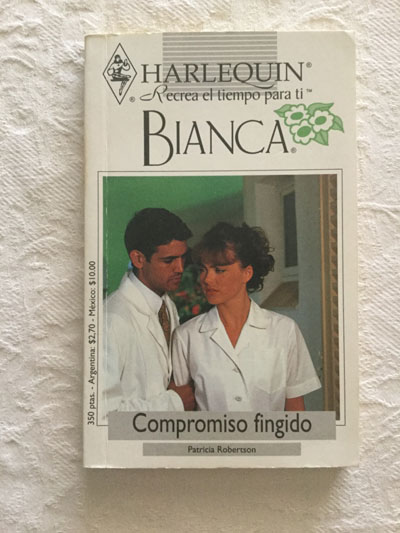 HARLEQUIN®
Recrea el tiempo para ti™
BIANCA®
350 ptas. - Argentina: $2,70 - México: $10.00
Compromiso fingido
Patricia Robertson